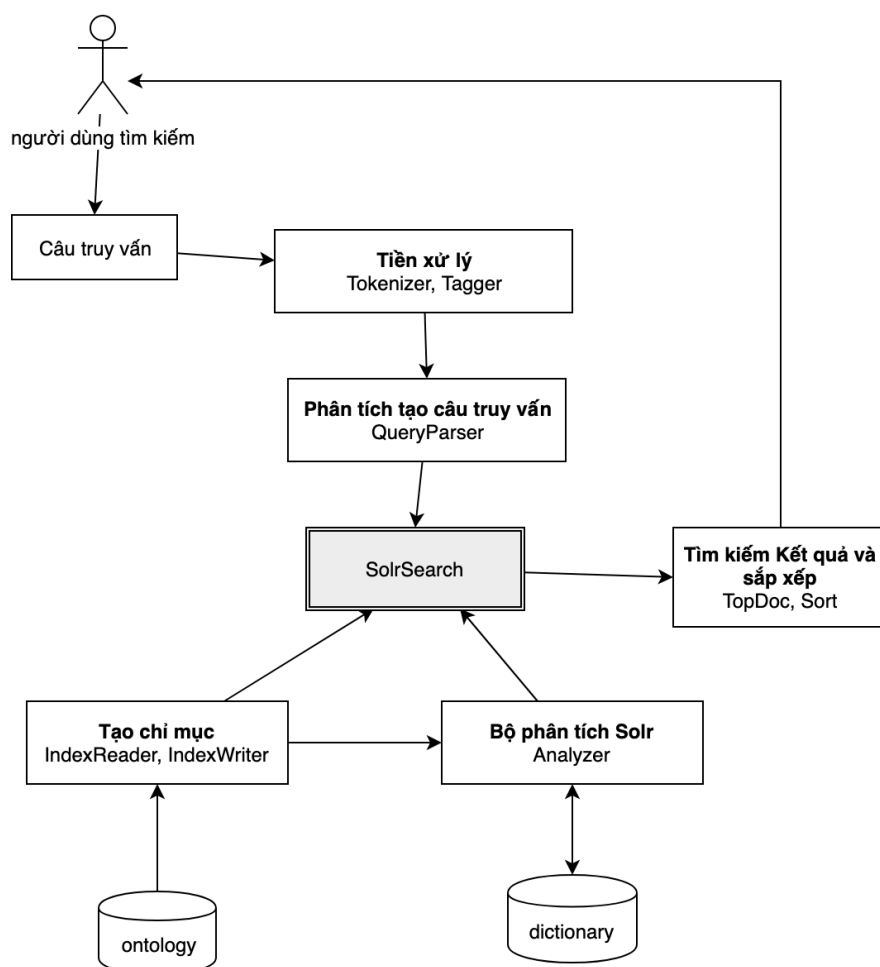 người dùng tìm kiếm
Câu truy vấn
Tiền xử lý
Tokenizer, Tagger
Phân tích tạo câu truy vấn
QueryParser
SolrSearch
Tìm kiếm Kết quả và
sắp xếp
TopDoc, Sort
Tạo chỉ mục
IndexReader, IndexWriter
Bộ phân tích Solr
Analyzer
ontology
dictionary